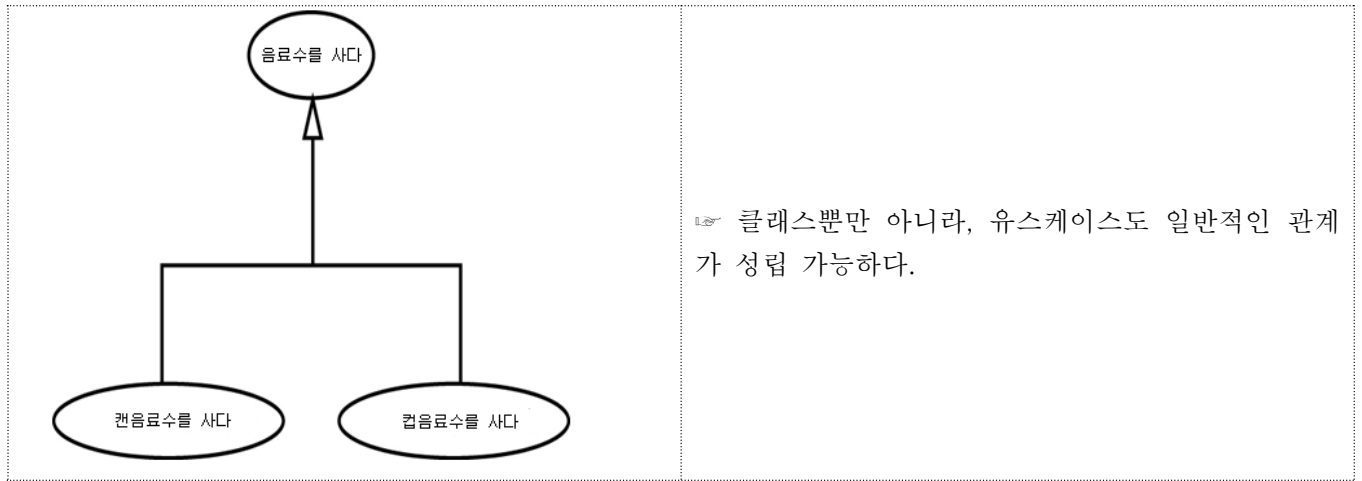 음료수를 사다
☞ 클래스뿐만 아니라, 유스케이스도 일반적인 관계
가 성립 가능하다.
캔음료수를 사다
컵음료수를 사다